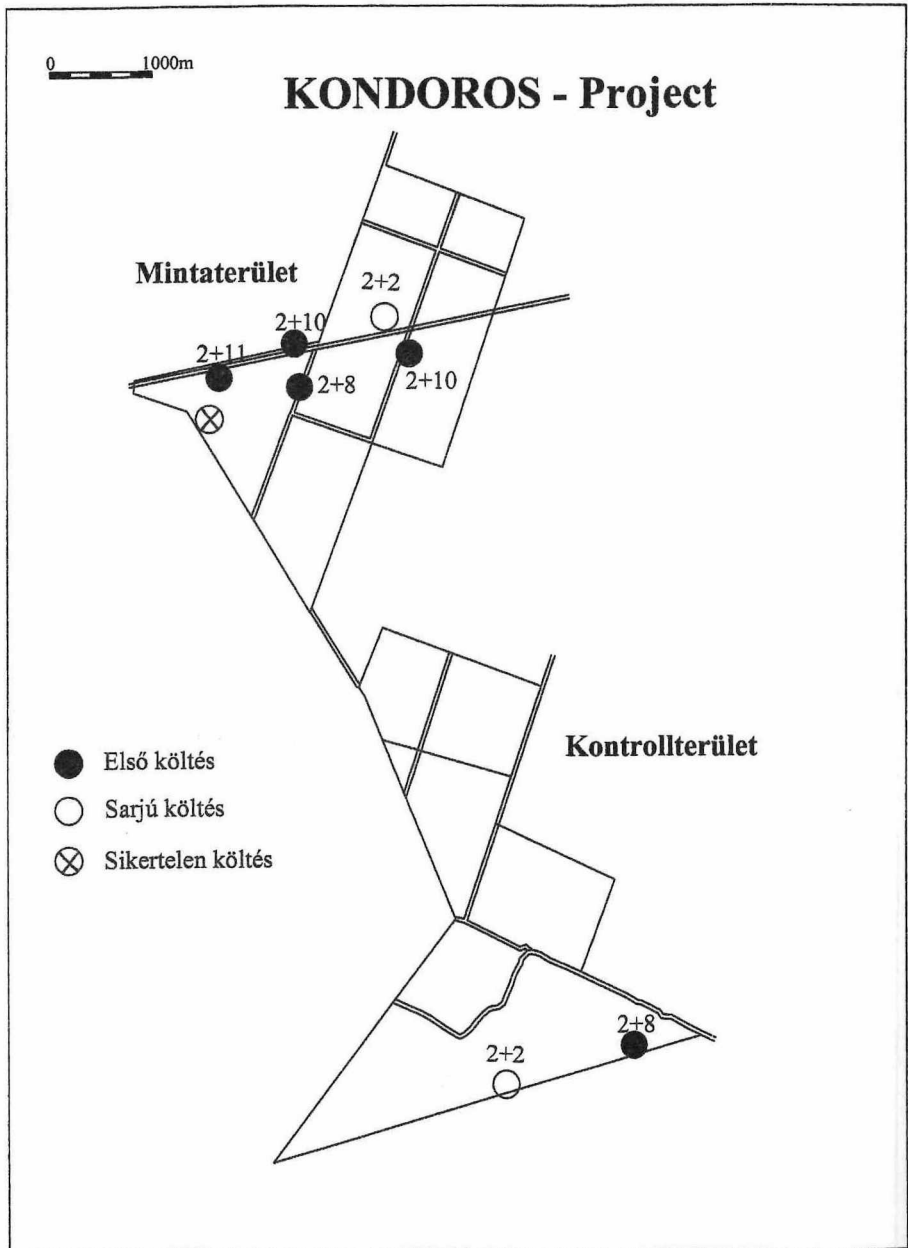 0 1000m
KONDOROS - Project
Mintaterület
2+2
2+10
2+11
2+8
2+10
Kontrollterület
Első költés
Sarjú költés
Sikertelen költés
2+8
2+2